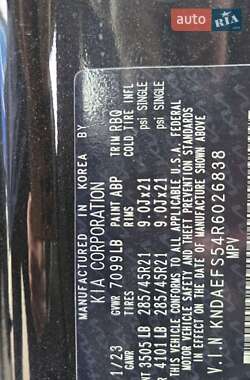 auto RIA
.com
MANUFACTURED IN KOREA BY
KIA CORPORATION
11/23 GVWR 7099LB PAINT ABP TRIM RBQ
TIRES RIMS COLD TIRE INFL
3505 LB 285/45R21 9.0Jx21 psi SINGLE
4101 LB 285/45R21 9.0Jx21 psi SINGLE
VEHICLE CONFORMS TO ALL APPLICABLE U.S.A. FEDERAL
MOTOR VEHICLE SAFETY AND THEFT PREVENTION STANDARDS
IN EFFECT ON THE DATE OF MANUFACTURE SHOWN ABOVE
V.I.N KNDAEFS54R6026838
MPV